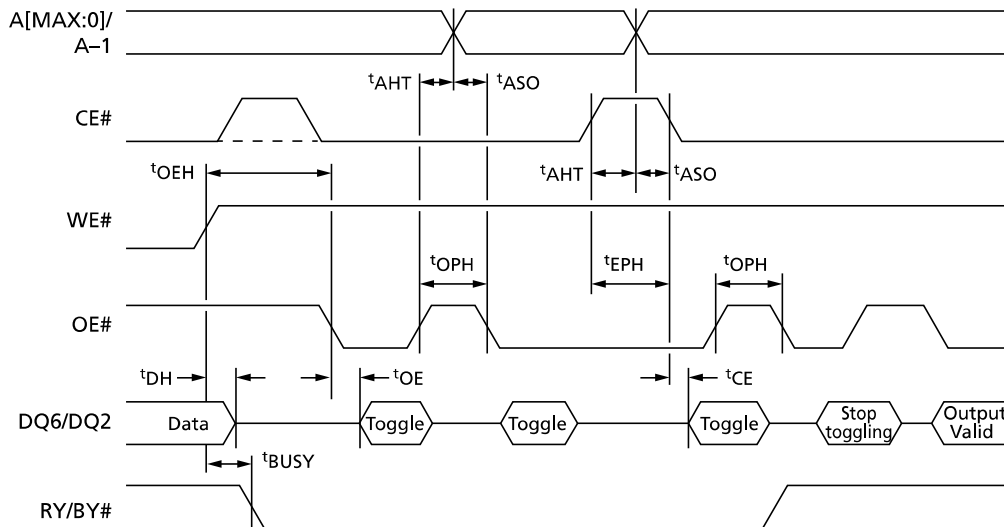 A[MAX:0]/
A–1
tAHT tASO
CE#
tOEH
tAHT tASO
WE#
tOPH tEPH tOPH
OE#
tDH tOE tCE
DQ6/DQ2 Data Toggle Toggle Toggle Stop toggling Output Valid
tBUSY
RY/BY#